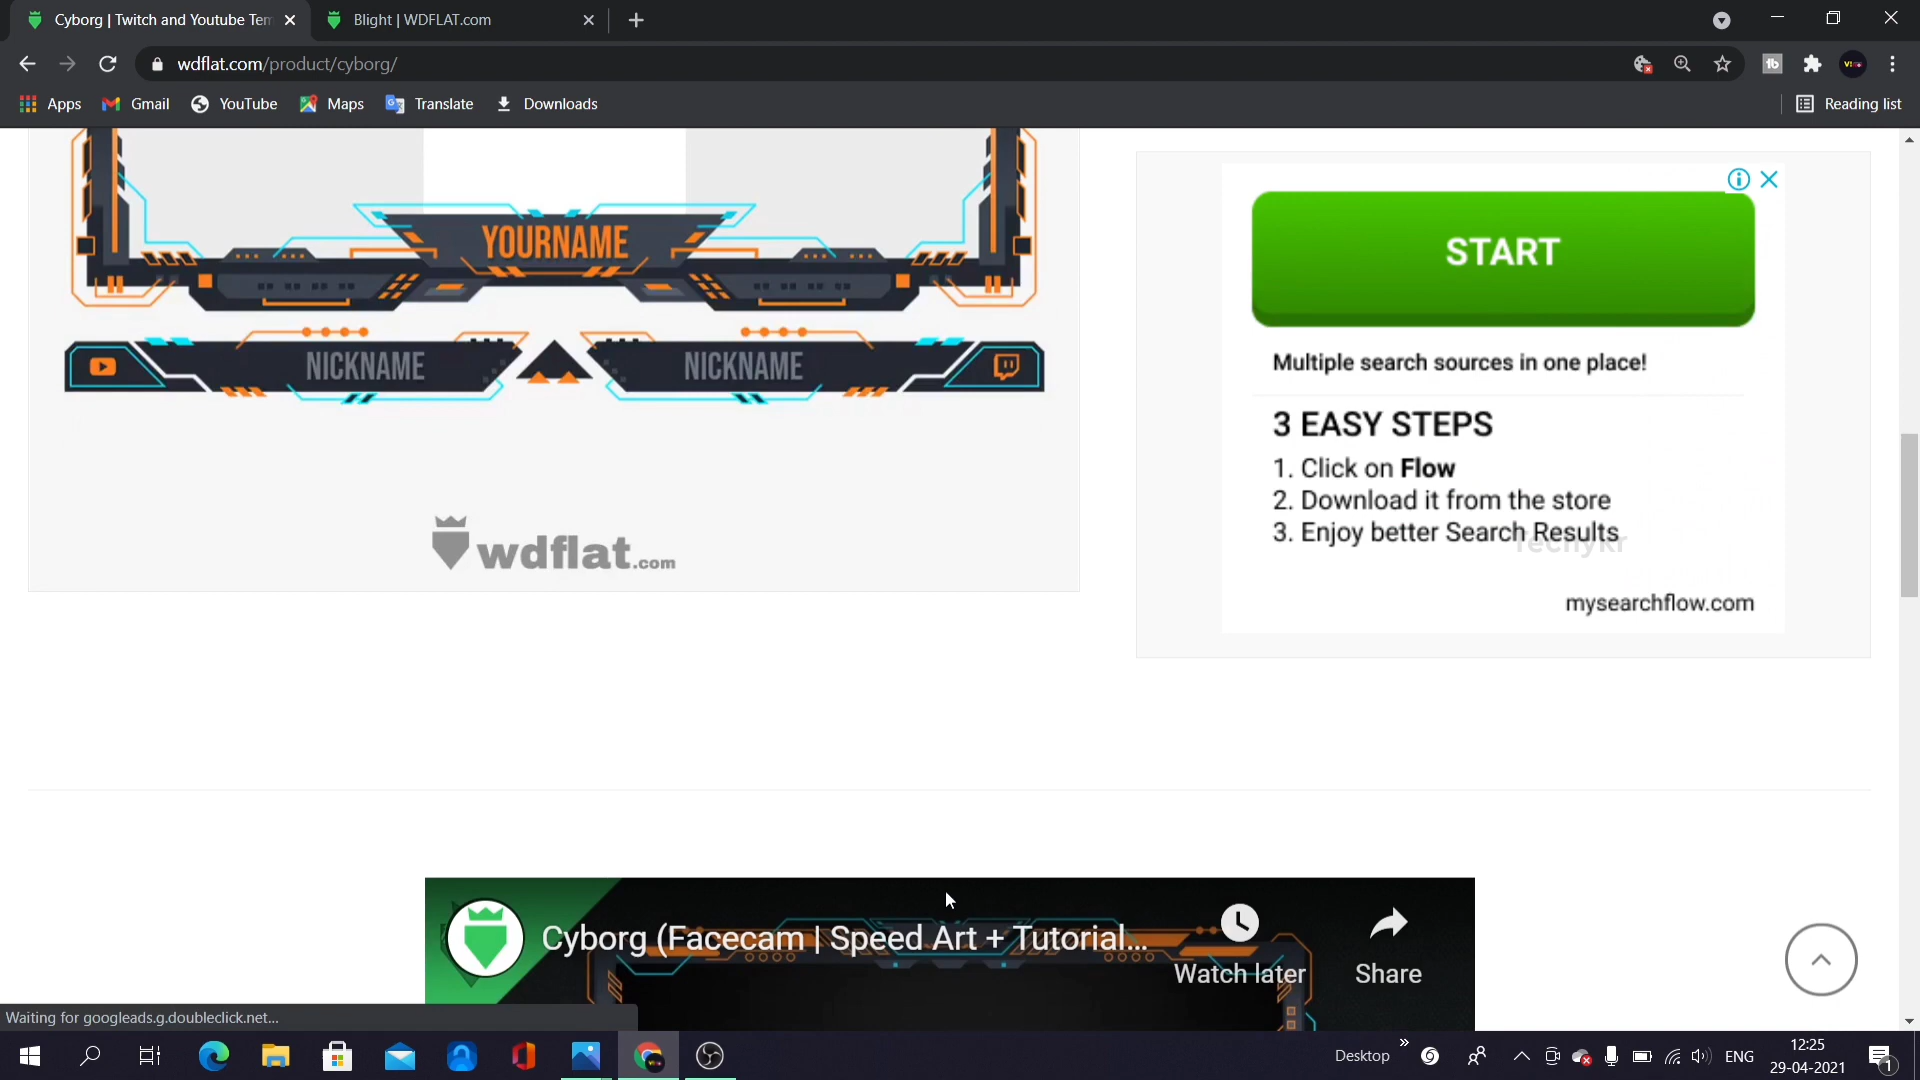 Cyborg | Twitch and Youtube Tem
Blight | WDFLAT.com
wdflat.com/product/cyborg/
Apps
Gmail
YouTube
Maps
Translate
Downloads
Reading list
YOURNAME
NICKNAME
NICKNAME
wdflat.com
START
Multiple search sources in one place!
3 EASY STEPS
1. Click on Flow
2. Download it from the store
3. Enjoy better Search Results
Techykr
mysearchflow.com
Cyborg (Facecam | Speed Art + Tutorial...
Watch later
Share
Waiting for googleads.g.doubleclick.net...
Desktop
ENG
12:25
29-04-2021
1